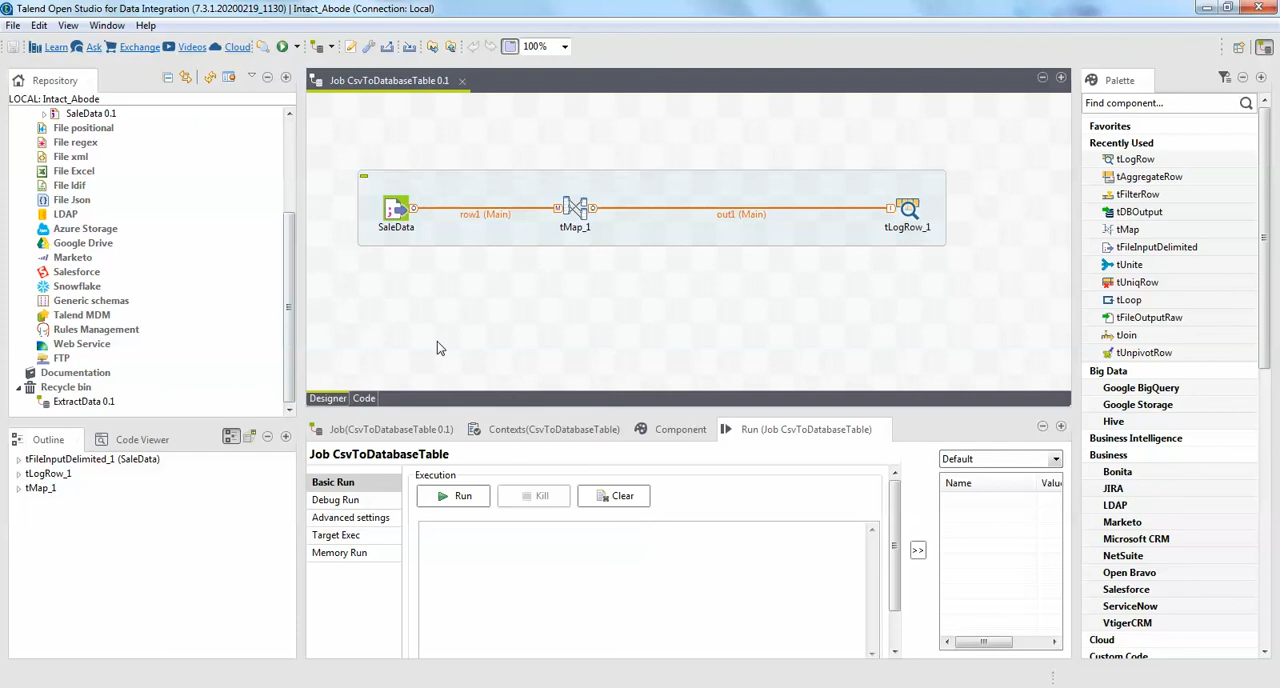 Talend Open Studio for Data Integration (7.3.1.20200219_1130) | Intact_Abode (Connection: Local)
File Edit View Window Help
Learn Ask Exchange Videos Cloud 100%
Repository
LOCAL: Intact_Abode
SaleData 0.1
File positional
File regex
File xml
File Excel
File ldif
File Json
LDAP
Azure Storage
Google Drive
Marketo
Salesforce
Snowflake
Generic schemas
Talend MDM
Rules Management
Web Service
FTP
Documentation
Recycle bin
ExtractData 0.1
Outline Code Viewer
tFileInputDelimited_1 (SaleData)
tLogRow_1
tMap_1
Job CsvToDatabaseTable 0.1
row1 (Main) out1 (Main)
SaleData tMap_1 tLogRow_1
Designer Code
Job(CsvToDatabaseTable 0.1) Contexts(CsvToDatabaseTable) Component Run (Job CsvToDatabaseTable)
Job CsvToDatabaseTable
Basic Run
Debug Run
Advanced settings
Target Exec
Memory Run
Execution
Run Kill Clear
Default
Name Valu
>>
Palette
Find component...
Favorites
Recently Used
tLogRow
tAggregateRow
tFilterRow
tDBOutput
tMap
tFileInputDelimited
tUnite
tUniqRow
tLoop
tFileOutputRaw
tJoin
tUnpivotRow
Big Data
Google BigQuery
Google Storage
Hive
Business Intelligence
Business
Bonita
JIRA
LDAP
Marketo
Microsoft CRM
NetSuite
Open Bravo
Salesforce
ServiceNow
VtigerCRM
Cloud
Custom Code